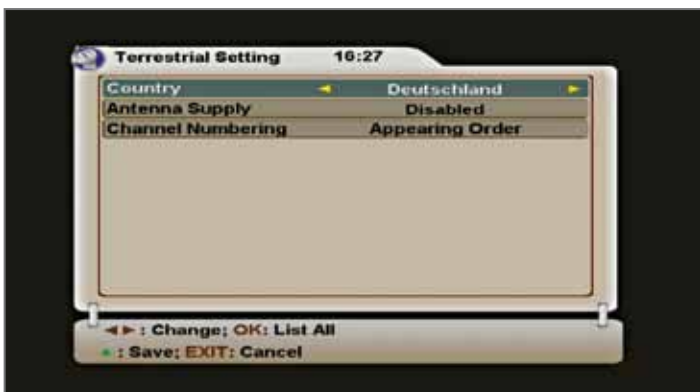 Terrestrial Setting 16:27
Country ◄ Deutschland ►
Antenna Supply Disabled
Channel Numbering Appearing Order
◄► : Change; OK: List All
● : Save; EXIT: Cancel